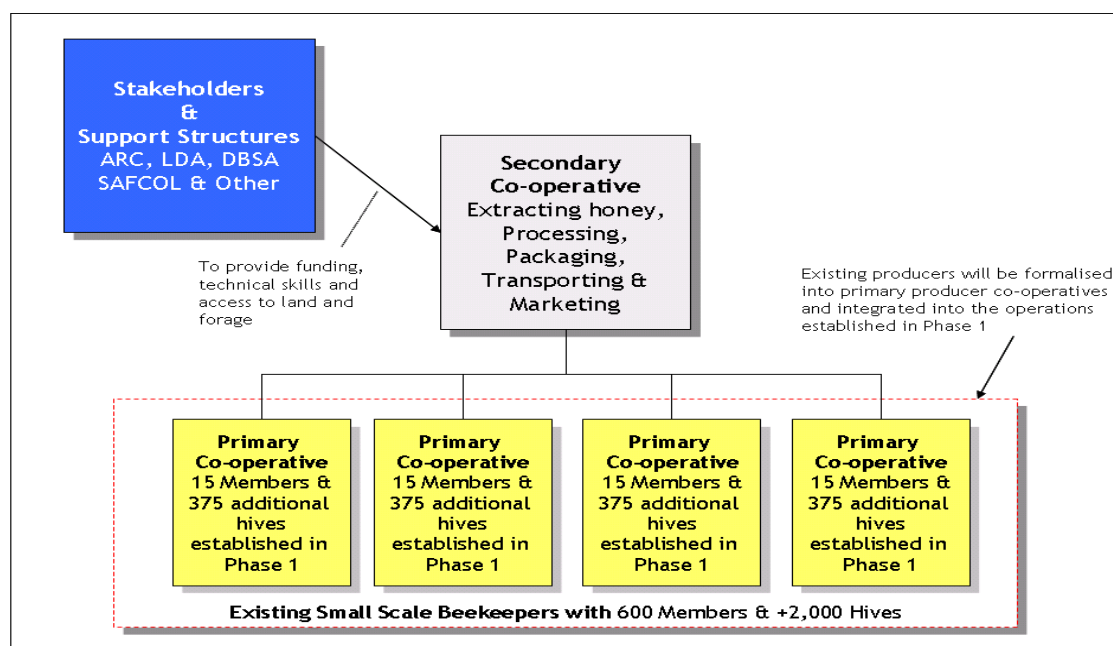 Stakeholders
&
Support Structures
ARC, LDA, DBSA
SAFCOL & Other
Secondary
Co-operative
Extracting honey,
Processing,
Packaging,
Transporting &
Marketing
To provide funding,
technical skills and
access to land and
forage
Existing producers will be formalised
into primary producer co-operatives
and integrated into the operations
established in Phase 1
Primary
Co-operative
15 Members &
375 additional
hives
established in
Phase 1
Primary
Co-operative
15 Members &
375 additional
hives
established in
Phase 1
Primary
Co-operative
15 Members &
375 additional
hives
established in
Phase 1
Primary
Co-operative
15 Members &
375 additional
hives
established in
Phase 1
Existing Small Scale Beekeepers with 600 Members & +2,000 Hives